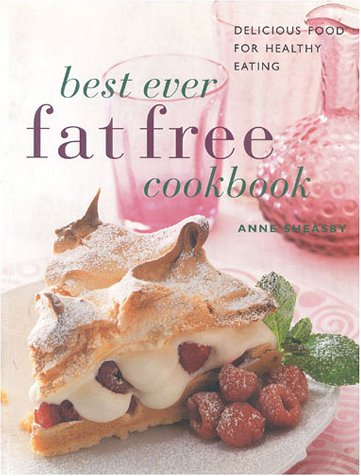 DELICIOUS FOOD
FOR HEALTHY
EATING
best ever
fat free
cookbook
ANNE SHEASBY